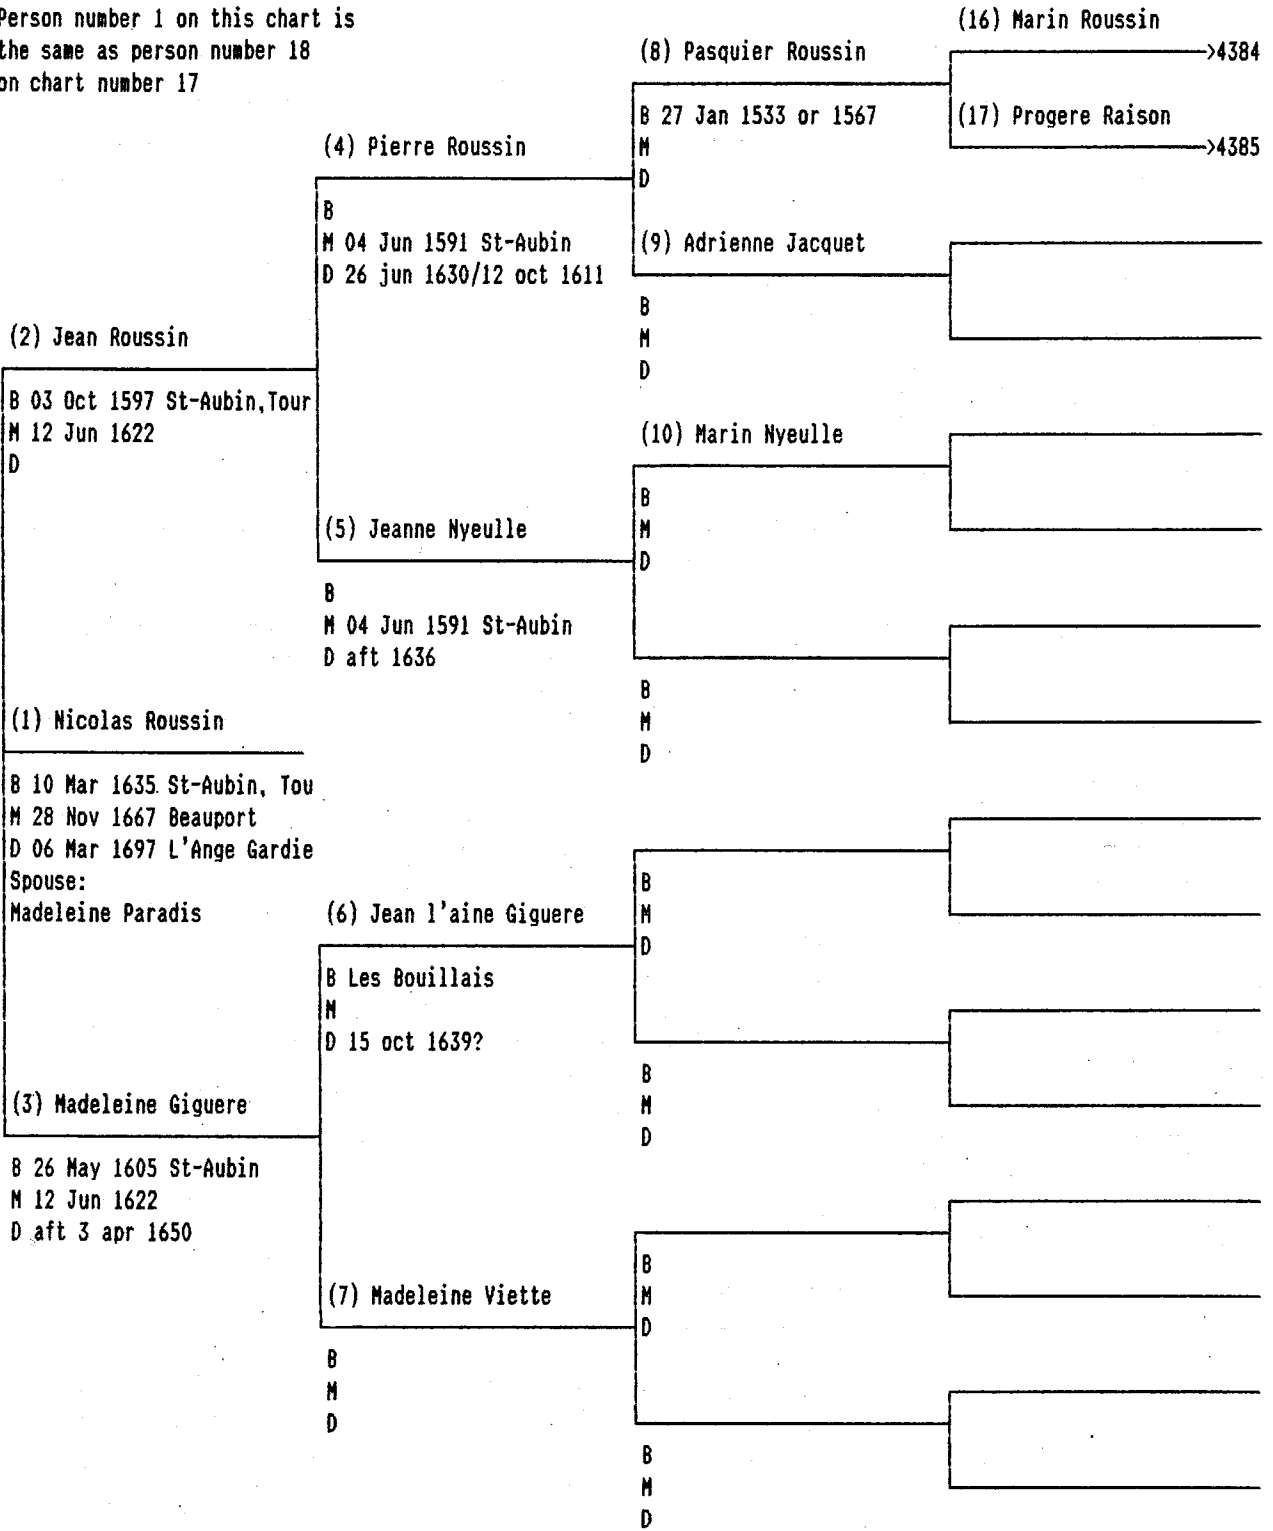 Person number 1 on this chart is
the same as person number 18
on chart number 17
(16) Marin Roussin
>4384
(8) Pasquier Roussin
B 27 Jan 1533 or 1567
M
D
(17) Progere Raison
>4385
(4) Pierre Roussin
B
M 04 Jun 1591 St-Aubin
D 26 jun 1630/12 oct 1611
(9) Adrienne Jacquet
B
M
D
(2) Jean Roussin
B 03 Oct 1597 St-Aubin,Tour
M 12 Jun 1622
D
(10) Marin Nyeulle
B
M
D
(5) Jeanne Nyeulle
B
M 04 Jun 1591 St-Aubin
D aft 1636
B
M
D
(1) Nicolas Roussin
B 10 Mar 1635 St-Aubin, Tou
M 28 Nov 1667 Beauport
D 06 Mar 1697 L'Ange Gardie
Spouse:
Madeleine Paradis
B
M
D
(6) Jean l'aine Giguere
B Les Bouillais
M
D 15 oct 1639?
B
M
D
(3) Madeleine Giguere
B 26 May 1605 St-Aubin
M 12 Jun 1622
D aft 3 apr 1650
B
M
D
(7) Madeleine Viette
B
M
D
B
M
D